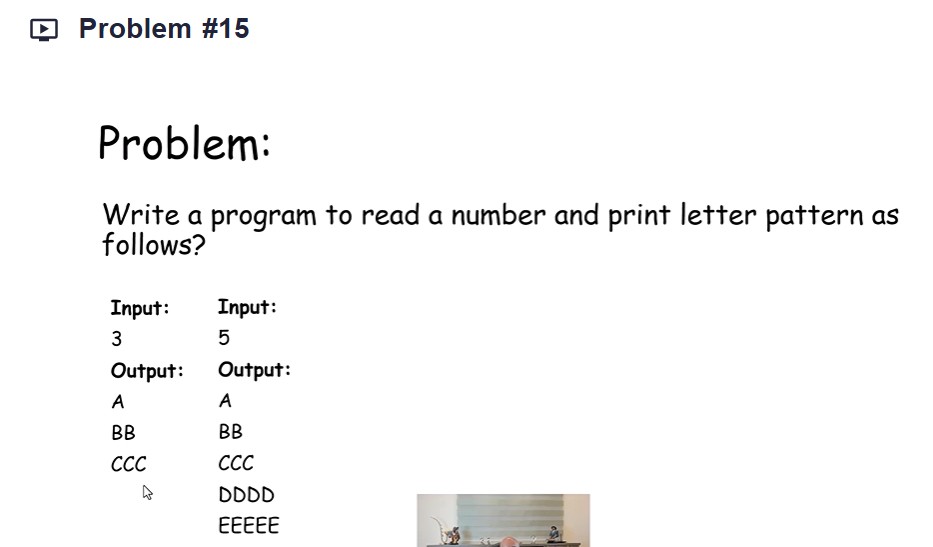 Problem #15
Problem:
Write a program to read a number and print letter pattern as
follows?
Input:
3
Output:
A
BB
CCC
Input:
5
Output:
A
BB
CCC
DDDD
EEEEE